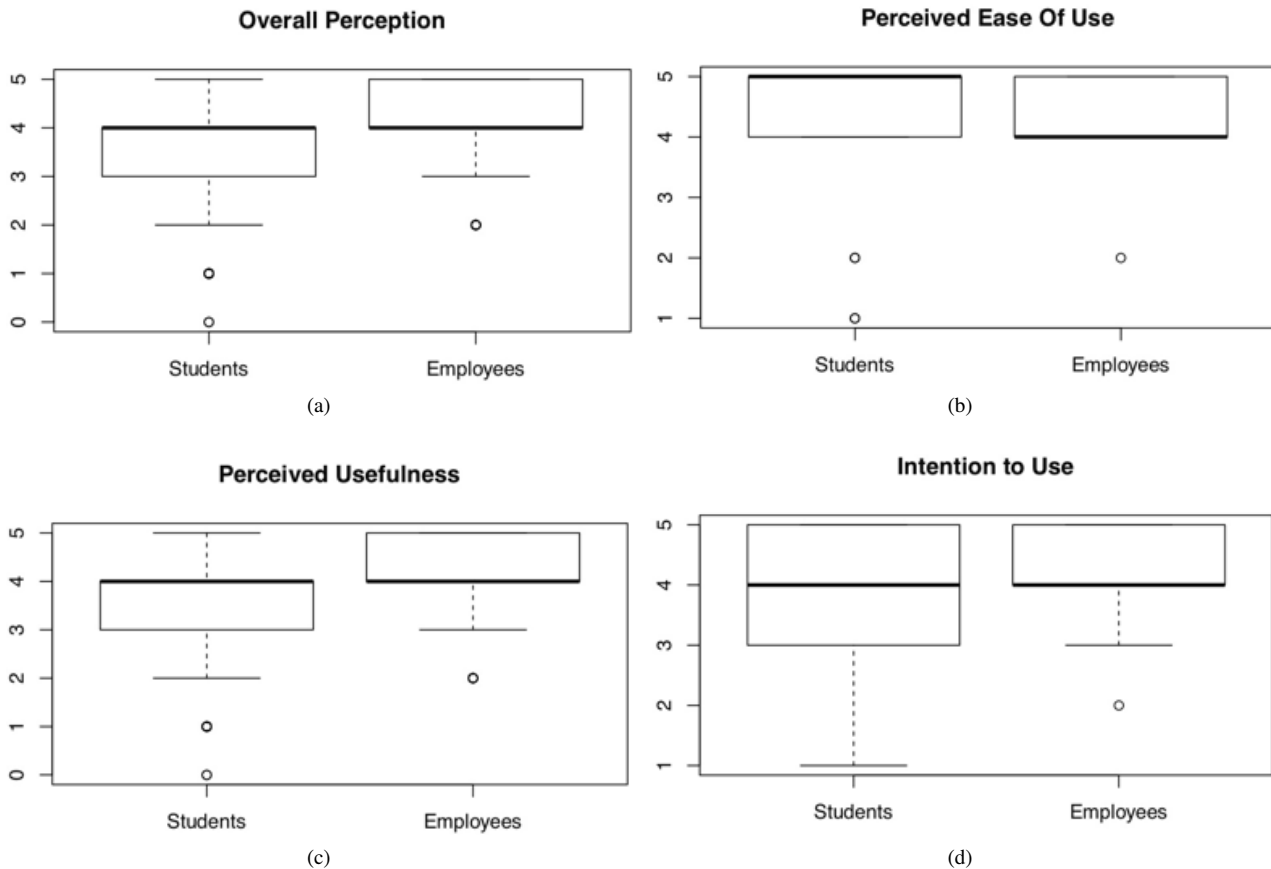 Overall Perception
5
4
3
2
1
0
Students Employees
(a)
Perceived Ease Of Use
5
4
3
2
1
Students Employees
(b)
Perceived Usefulness
5
4
3
2
1
0
Students Employees
(c)
Intention to Use
5
4
3
2
1
Students Employees
(d)